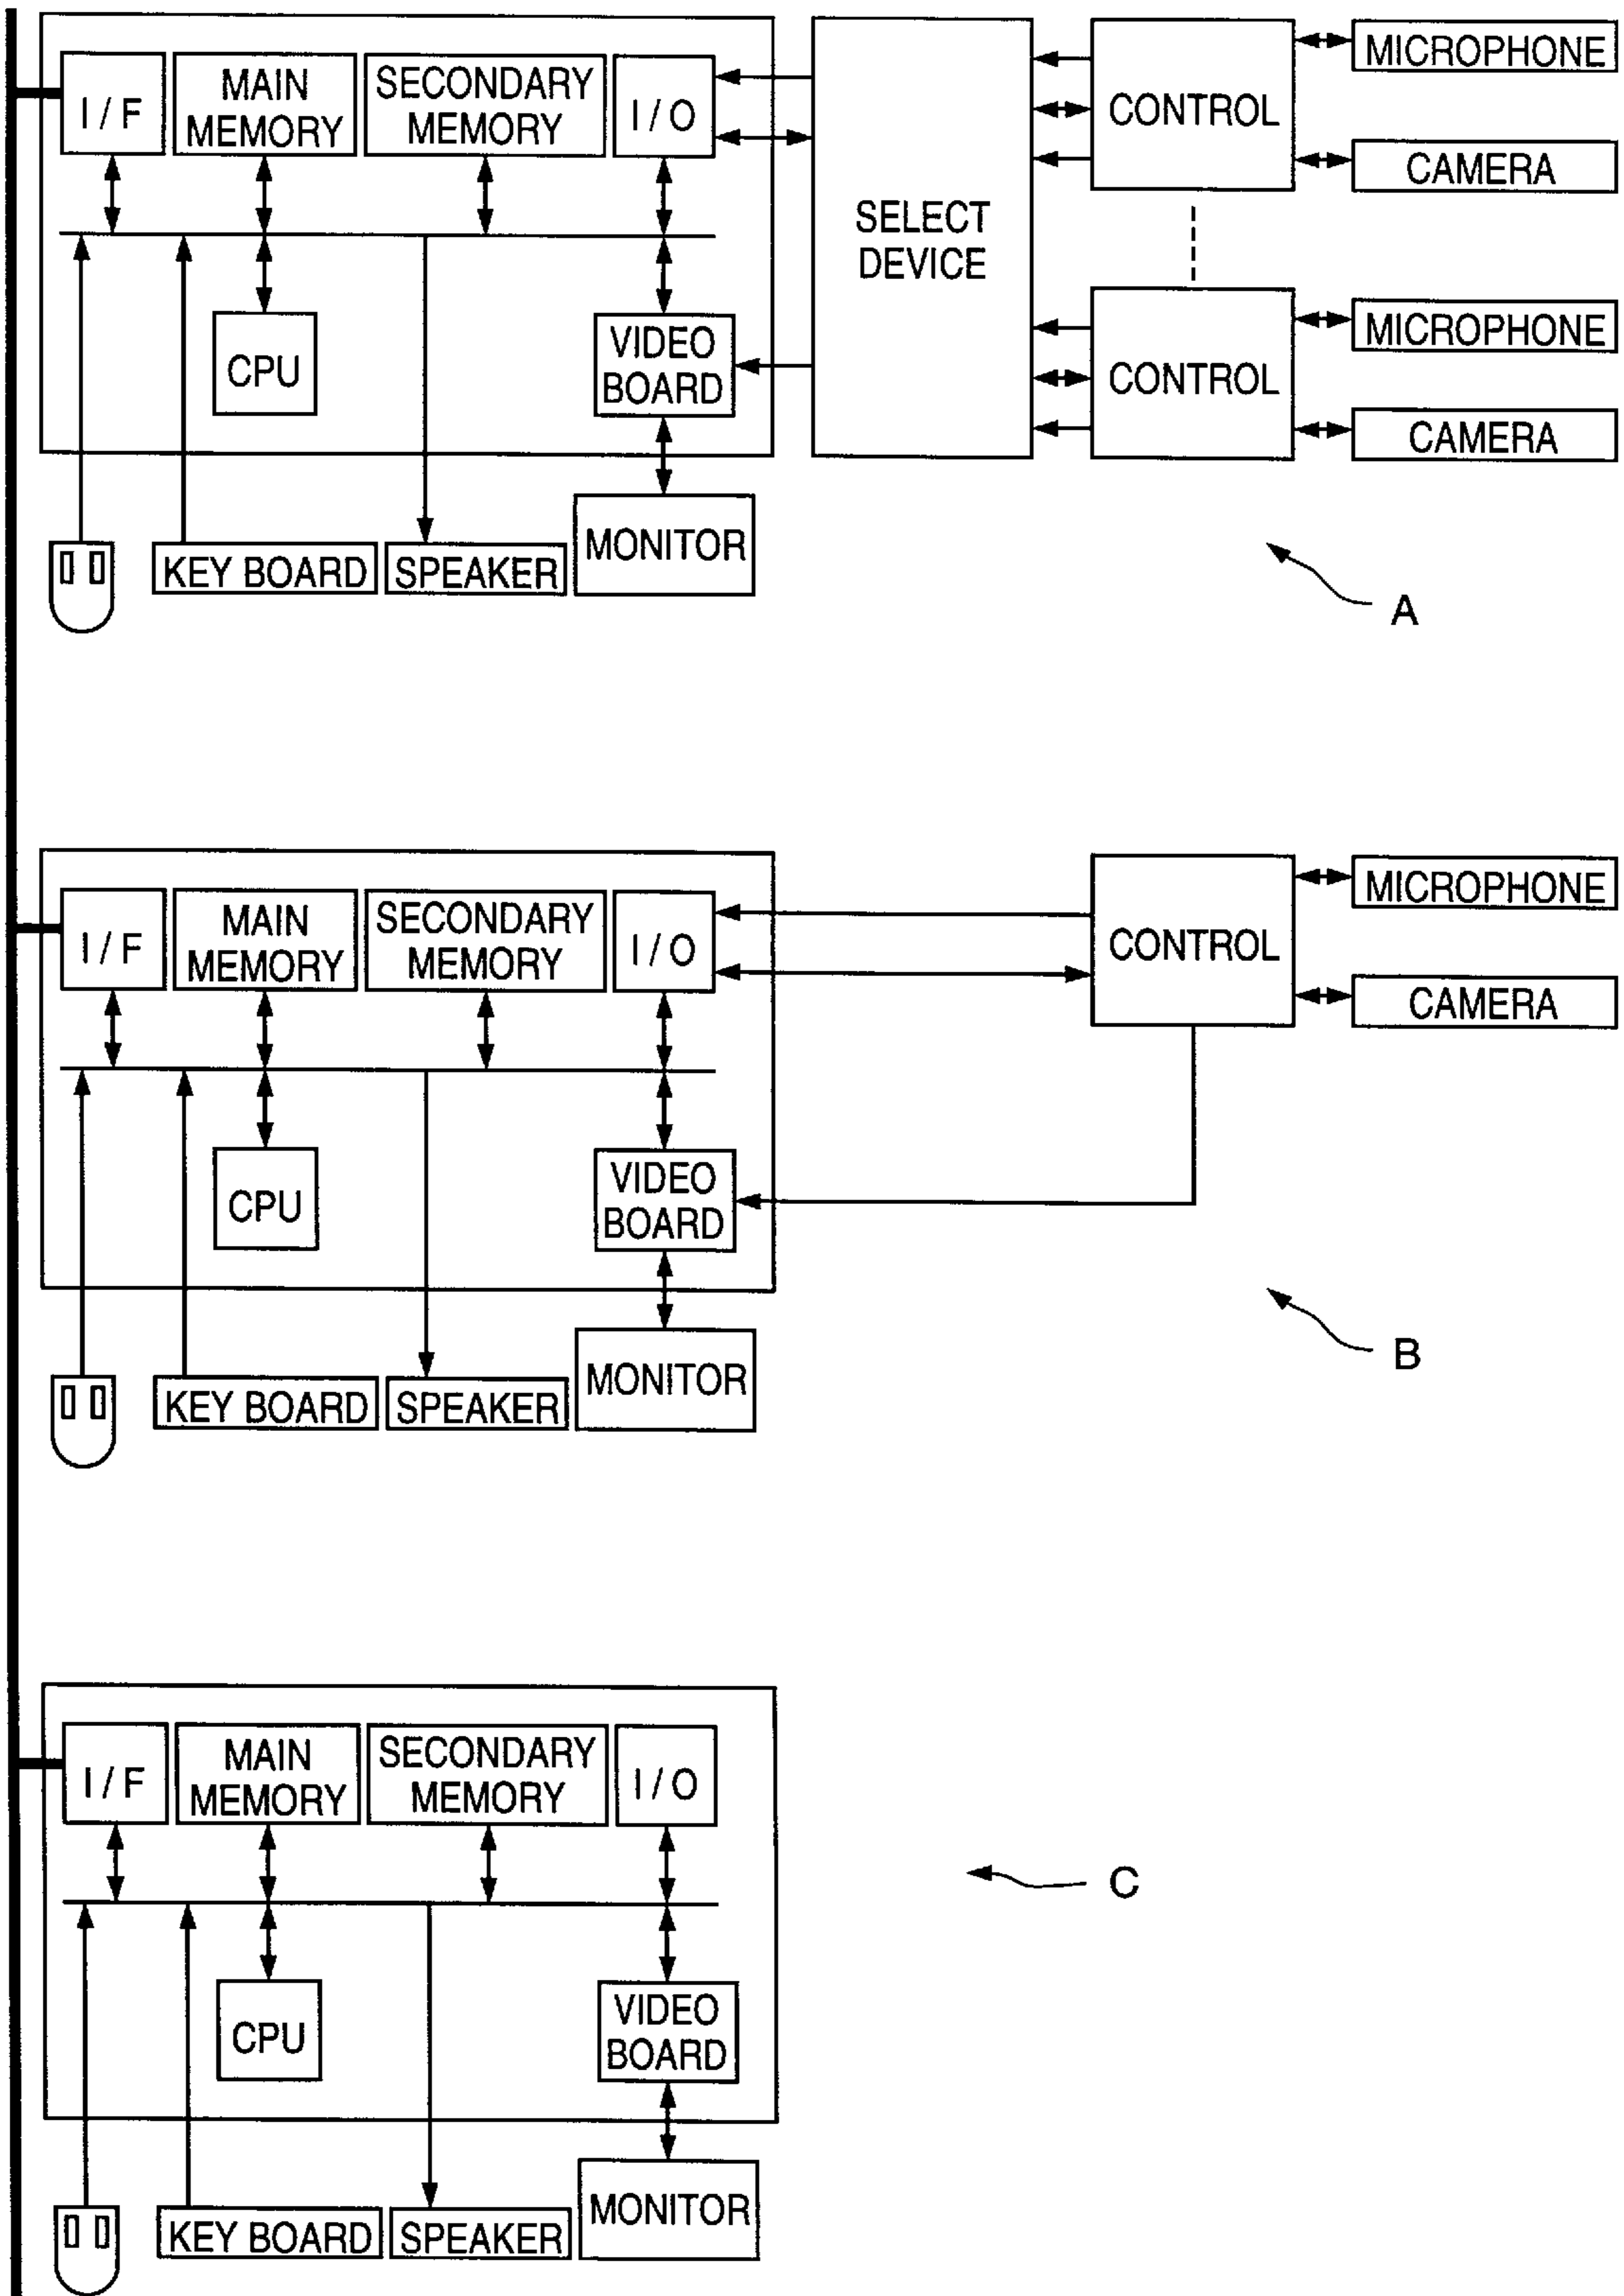 I / F
MAIN
MEMORY
SECONDARY
MEMORY
I / O
SELECT
DEVICE
CONTROL
MICROPHONE
CAMERA
CPU
VIDEO
BOARD
CONTROL
MICROPHONE
CAMERA
KEY BOARD
SPEAKER
MONITOR
A
I / F
MAIN
MEMORY
SECONDARY
MEMORY
I / O
CONTROL
MICROPHONE
CAMERA
CPU
VIDEO
BOARD
KEY BOARD
SPEAKER
MONITOR
B
I / F
MAIN
MEMORY
SECONDARY
MEMORY
I / O
C
CPU
VIDEO
BOARD
KEY BOARD
SPEAKER
MONITOR